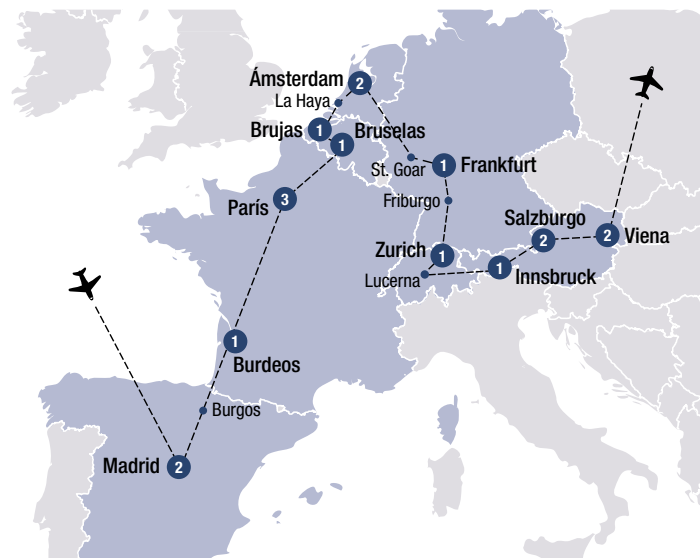 Ámsterdam
2
La Haya
Brujas
1
Bruselas
1
St. Goar
1
Frankfurt
París
3
Friburgo
Salzburgo
2
2
Viena
Zurich
1
Lucerna
1
Innsbruck
1
Burdeos
Burgos
Madrid
2